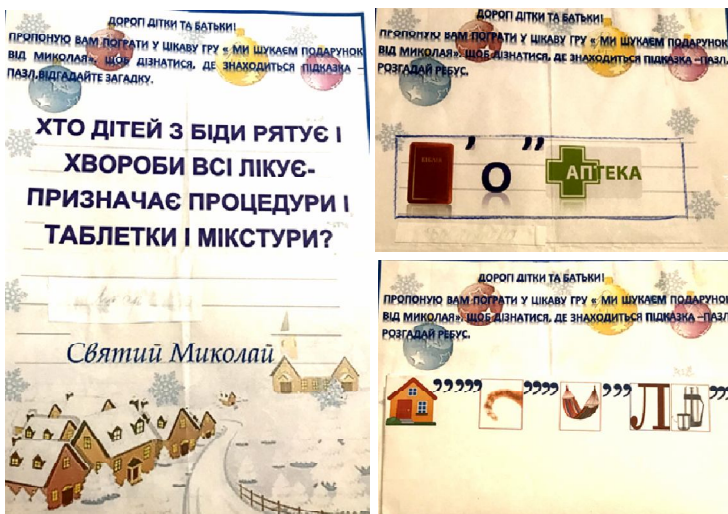 ДОРОГІ ДІТКИ ТА БАТЬКИ!
ПРОПОНУЮ ВАМ ПОГРАТИ У ЦІКАВУ ГРУ « МИ ШУКАЄМ ПОДАРУНОК
ВІД МИКОЛАЯ». ЩОБ ДІЗНАТИСЯ, ДЕ ЗНАХОДИТЬСЯ ПІДКАЗКА –
ПАЗЛ,ВІДГАДАЙТЕ ЗАГАДКУ.
ХТО ДІТЕЙ З БІДИ РЯТУЄ І
ХВОРОБИ ВСІ ЛІКУЄ-
ПРИЗНАЧАЄ ПРОЦЕДУРИ І
ТАБЛЕТКИ І МІКСТУРИ?
Святий Миколай
ДОРОГІ ДІТКИ ТА БАТЬКИ!
ПРОПОНУЮ ВАМ ПОГРАТИ У ЦІКАВУ ГРУ « МИ ШУКАЄМ ПОДАРУНОК
ВІД МИКОЛАЯ». ЩОБ ДІЗНАТИСЯ, ДЕ ЗНАХОДИТЬСЯ ПІДКАЗКА –ПАЗЛ
РОЗГАДАЙ РЕБУС.
' О ,,
АПТЕКА
ДОРОГІ ДІТКИ ТА БАТЬКИ!
ПРОПОНУЮ ВАМ ПОГРАТИ У ЦІКАВУ ГРУ « МИ ШУКАЄМ ПОДАРУНОК
ВІД МИКОЛАЯ». ЩОБ ДІЗНАТИСЯ, ДЕ ЗНАХОДИТЬСЯ ПІДКАЗКА –ПАЗЛ
РОЗГАДАЙ РЕБУС.
,,,,, ,,,, ,,, Л ,,,